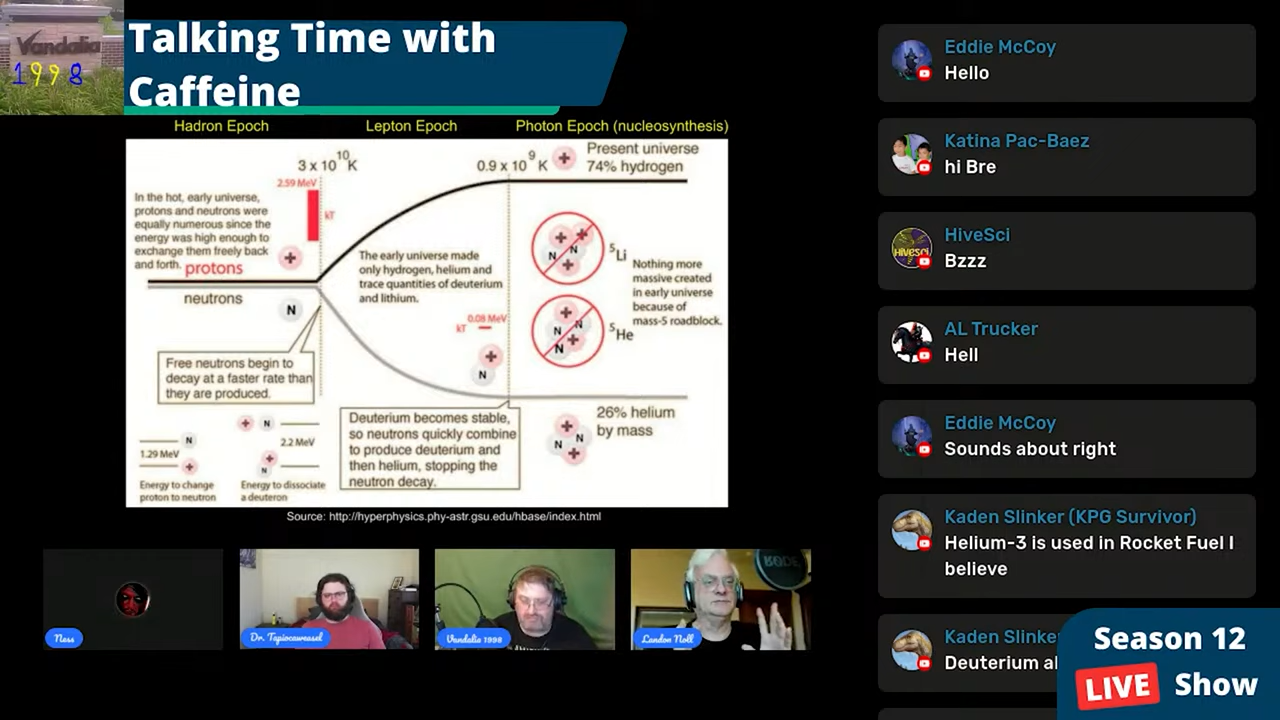 Vandalia
1998
Talking Time with
Caffeine
Hadron Epoch
Lepton Epoch
Photon Epoch (nucleosynthesis)
3 x 10^10 K
0.9 x 10^9 K
+
Present universe
74% hydrogen
2.59 MeV
kT
In the hot, early universe,
protons and neutrons were
equally numerous since the
energy was high enough to
exchange them freely back
and forth.
protons
+
neutrons
N
The early universe made
only hydrogen, helium and
trace quantities of deuterium
and lithium.
+ +
N N
+
5Li
Nothing more
massive created
in early universe
because of
mass-5 roadblock.
0.08 MeV
kT
+
N N
+
N
5He
+
N
Free neutrons begin to
decay at a faster rate than
they are produced.
Deuterium becomes stable,
so neutrons quickly combine
to produce deuterium and
then helium, stopping the
neutron decay.
26% helium
by mass
+
N N
+
+ N
N
2.2 MeV
1.29 MeV
+
+
N
Energy to change
proton to neutron
Energy to dissociate
a deuteron
Source: http://hyperphysics.phy-astr.gsu.edu/hbase/index.html
Ness
Dr. Tapiocaweasel
Vandalia 1998
Landon Noll
RODE
Eddie McCoy
Hello
Katina Pac-Baez
hi Bre
HiveSci
HIVESCI
Bzzz
AL Trucker
Hell
Eddie McCoy
Sounds about right
Kaden Slinker (KPG Survivor)
Helium-3 is used in Rocket Fuel I
believe
Kaden Slinker
Deuterium al
Season 12
LIVE Show